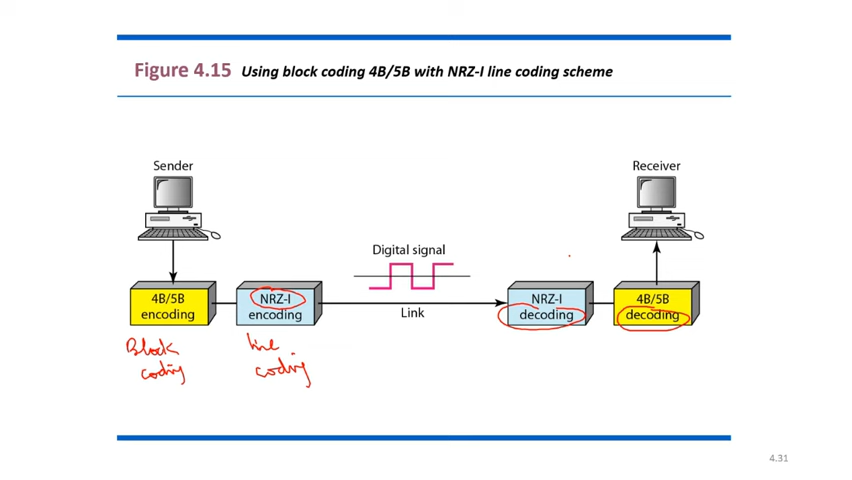 Figure 4.15 Using block coding 4B/5B with NRZ-I line coding scheme
Sender
Receiver
Digital signal
4B/5B
encoding
NRZ-I
encoding
Link
NRZ-I
decoding
4B/5B
decoding
Block
coding
Line
coding
4.31